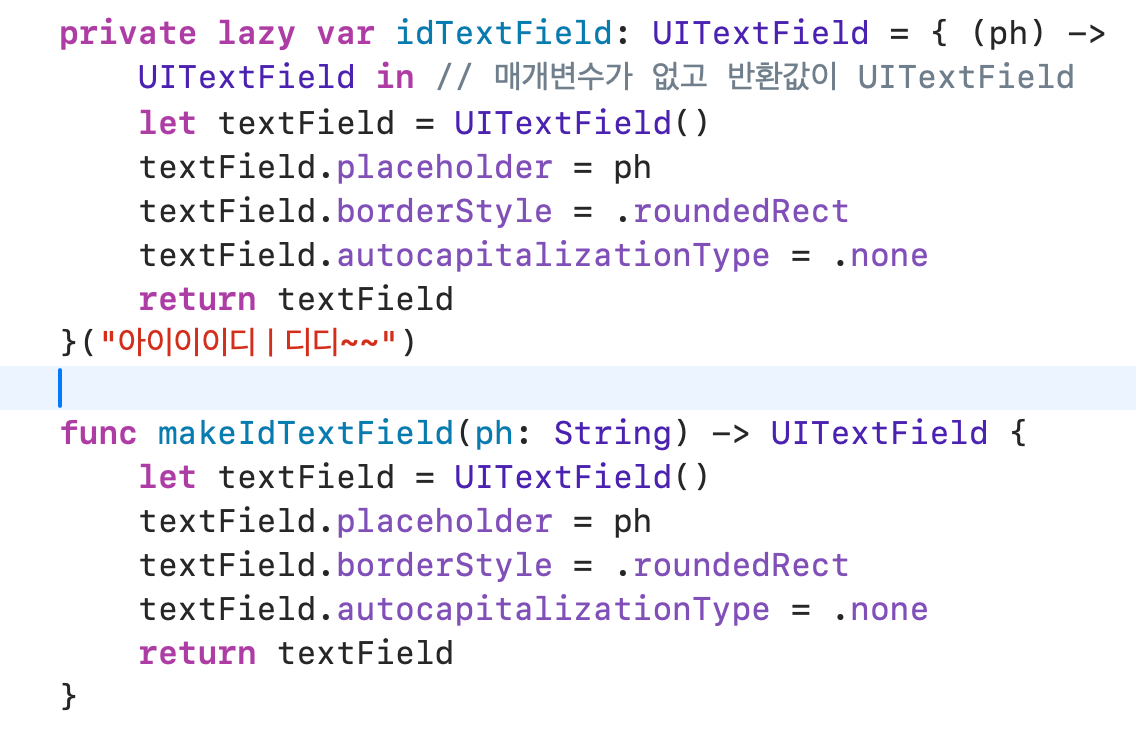 private lazy var idTextField: UITextField = { (ph) ->
UITextField in // 매개변수가 없고 반환값이 UITextField
let textField = UITextField()
textField.placeholder = ph
textField.borderStyle = .roundedRect
textField.autocapitalizationType = .none
return textField
}("아이이이디ㅣ디디~~")
func makeIdTextField(ph: String) -> UITextField {
let textField = UITextField()
textField.placeholder = ph
textField.borderStyle = .roundedRect
textField.autocapitalizationType = .none
return textField
}